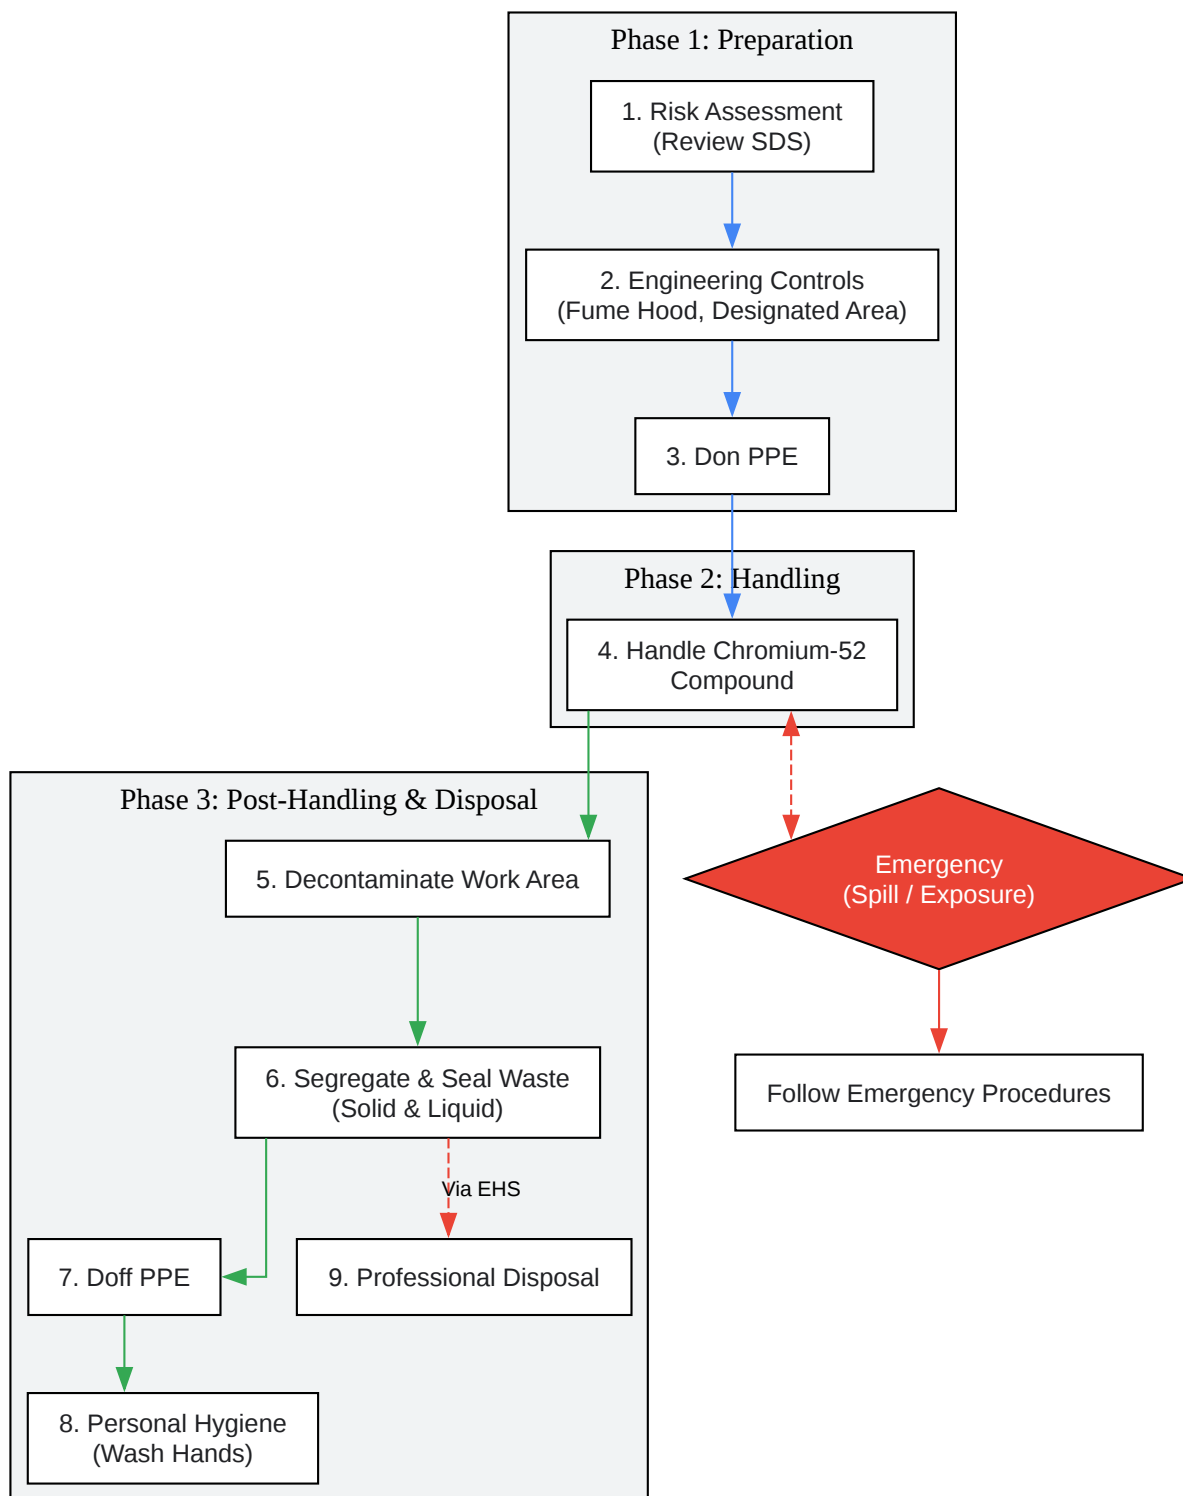 Phase 1: Preparation
1. Risk Assessment
(Review SDS)
2. Engineering Controls
(Fume Hood, Designated Area)
3. Don PPE
Phase 2: Handling
4. Handle Chromium-52
Compound
Phase 3: Post-Handling & Disposal
5. Decontaminate Work Area
Emergency
(Spill / Exposure)
6. Segregate & Seal Waste
(Solid & Liquid)
Follow Emergency Procedures
Via EHS
7. Doff PPE
9. Professional Disposal
8. Personal Hygiene
(Wash Hands)